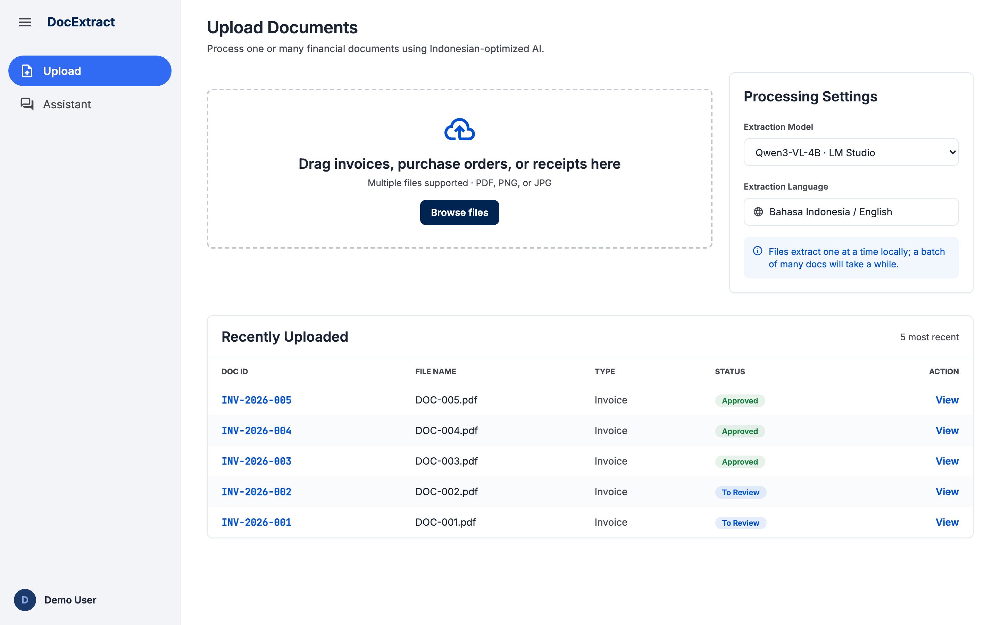 DocExtract
Upload
Assistant
D
Demo User
Upload Documents
Process one or many financial documents using Indonesian-optimized AI.
Drag invoices, purchase orders, or receipts here
Multiple files supported · PDF, PNG, or JPG
Browse files
Processing Settings
Extraction Model
Qwen3-VL-4B · LM Studio
Extraction Language
Bahasa Indonesia / English
Files extract one at a time locally; a batch
of many docs will take a while.
Recently Uploaded
5 most recent
DOC ID FILE NAME TYPE STATUS ACTION
INV-2026-005 DOC-005.pdf Invoice Approved View
INV-2026-004 DOC-004.pdf Invoice Approved View
INV-2026-003 DOC-003.pdf Invoice Approved View
INV-2026-002 DOC-002.pdf Invoice To Review View
INV-2026-001 DOC-001.pdf Invoice To Review View